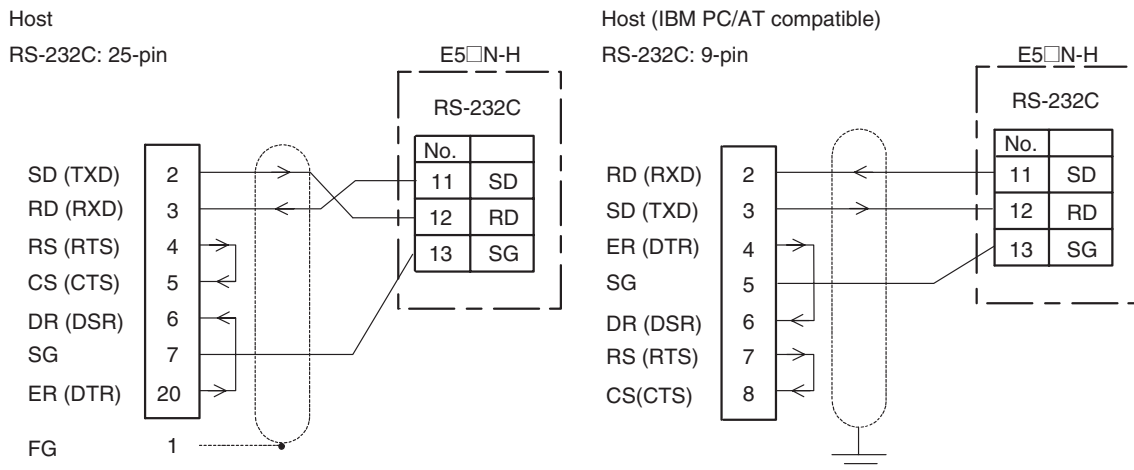 Host
RS-232C: 25-pin
E5□N-H
RS-232C
No.
SD (TXD) 2
11 SD
RD (RXD) 3
12 RD
RS (RTS) 4
13 SG
CS (CTS) 5
DR (DSR) 6
SG 7
ER (DTR) 20
FG 1
Host (IBM PC/AT compatible)
RS-232C: 9-pin
E5□N-H
RS-232C
No.
RD (RXD) 2
11 SD
SD (TXD) 3
12 RD
ER (DTR) 4
13 SG
SG 5
DR (DSR) 6
RS (RTS) 7
CS(CTS) 8